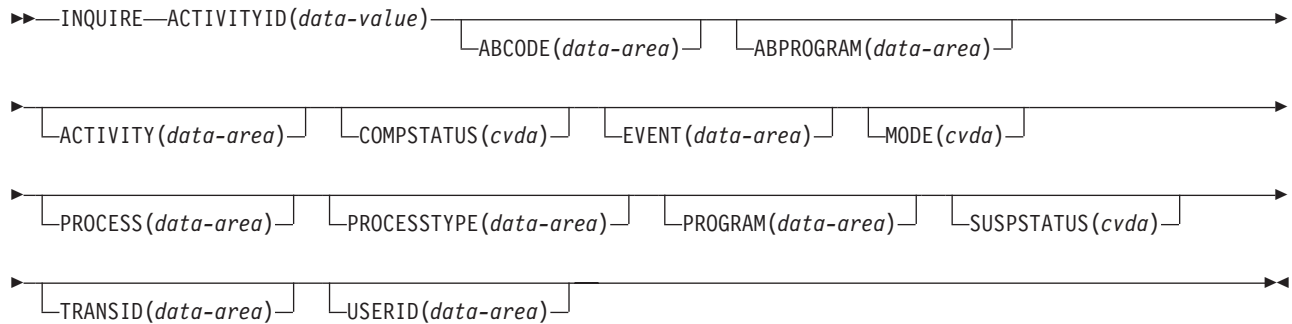 INQUIRE ACTIVITYID(data-value)
ABCODE(data-area) ABPROGRAM(data-area)
ACTIVITY(data-area) COMPSTATUS(cvda) EVENT(data-area) MODE(cvda)
PROCESS(data-area) PROCESSTYPE(data-area) PROGRAM(data-area) SUSPSTATUS(cvda)
TRANSID(data-area) USERID(data-area)